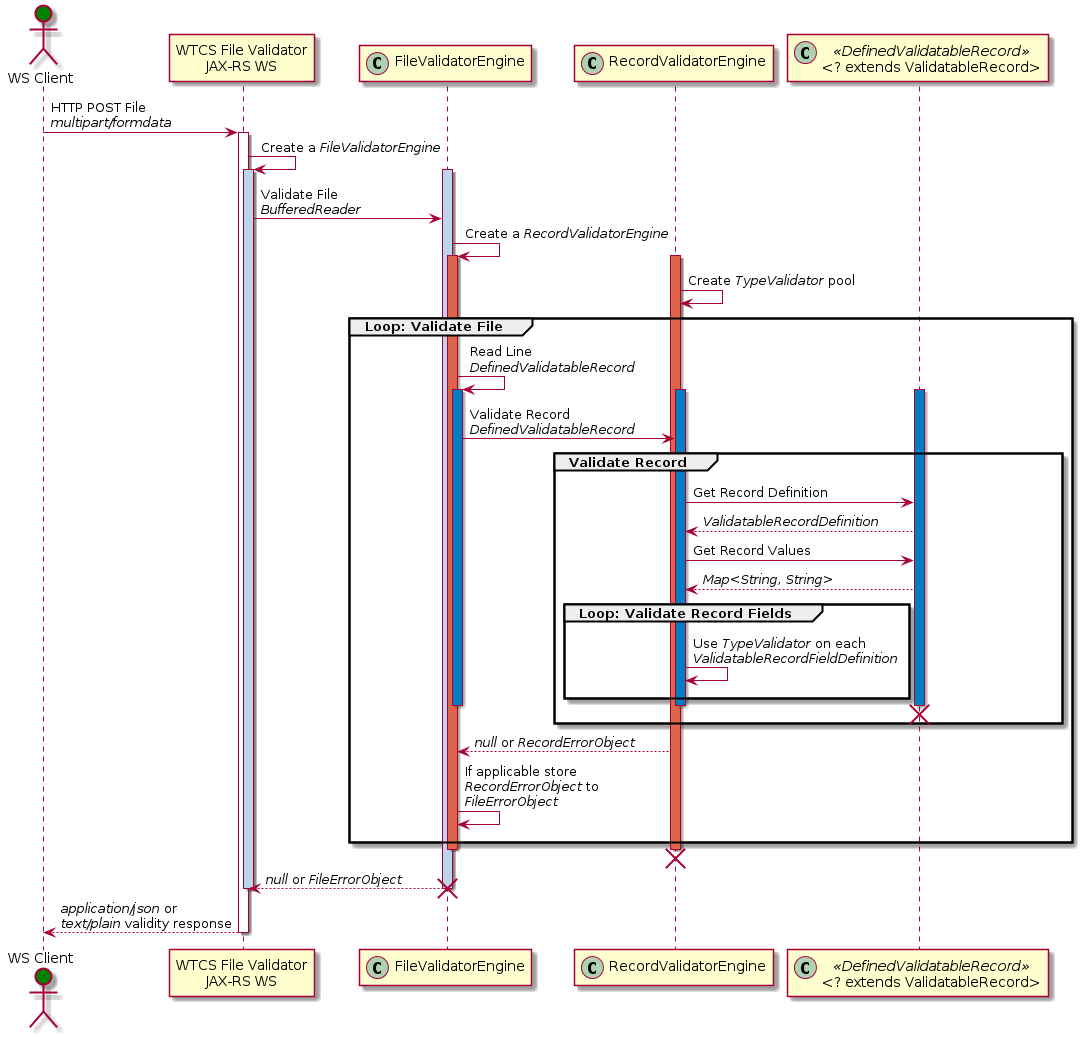 WS Client
WTCS File Validator
JAX-RS WS
C FileValidatorEngine
C RecordValidatorEngine
C «DefinedValidatableRecord»
<? extends ValidatableRecord>
HTTP POST File
multipart/formdata
Create a FileValidatorEngine
Validate File
BufferedReader
Create a RecordValidatorEngine
Create TypeValidator pool
Loop: Validate File
Read Line
DefinedValidatableRecord
Validate Record
DefinedValidatableRecord
Validate Record
Get Record Definition
ValidatableRecordDefinition
Get Record Values
Map<String, String>
Loop: Validate Record Fields
Use TypeValidator on each
ValidatableRecordFieldDefinition
null or RecordErrorObject
If applicable store
RecordErrorObject to
FileErrorObject
null or FileErrorObject
application/json or
text/plain validity response
WS Client
WTCS File Validator
JAX-RS WS
C FileValidatorEngine
C RecordValidatorEngine
C «DefinedValidatableRecord»
<? extends ValidatableRecord>